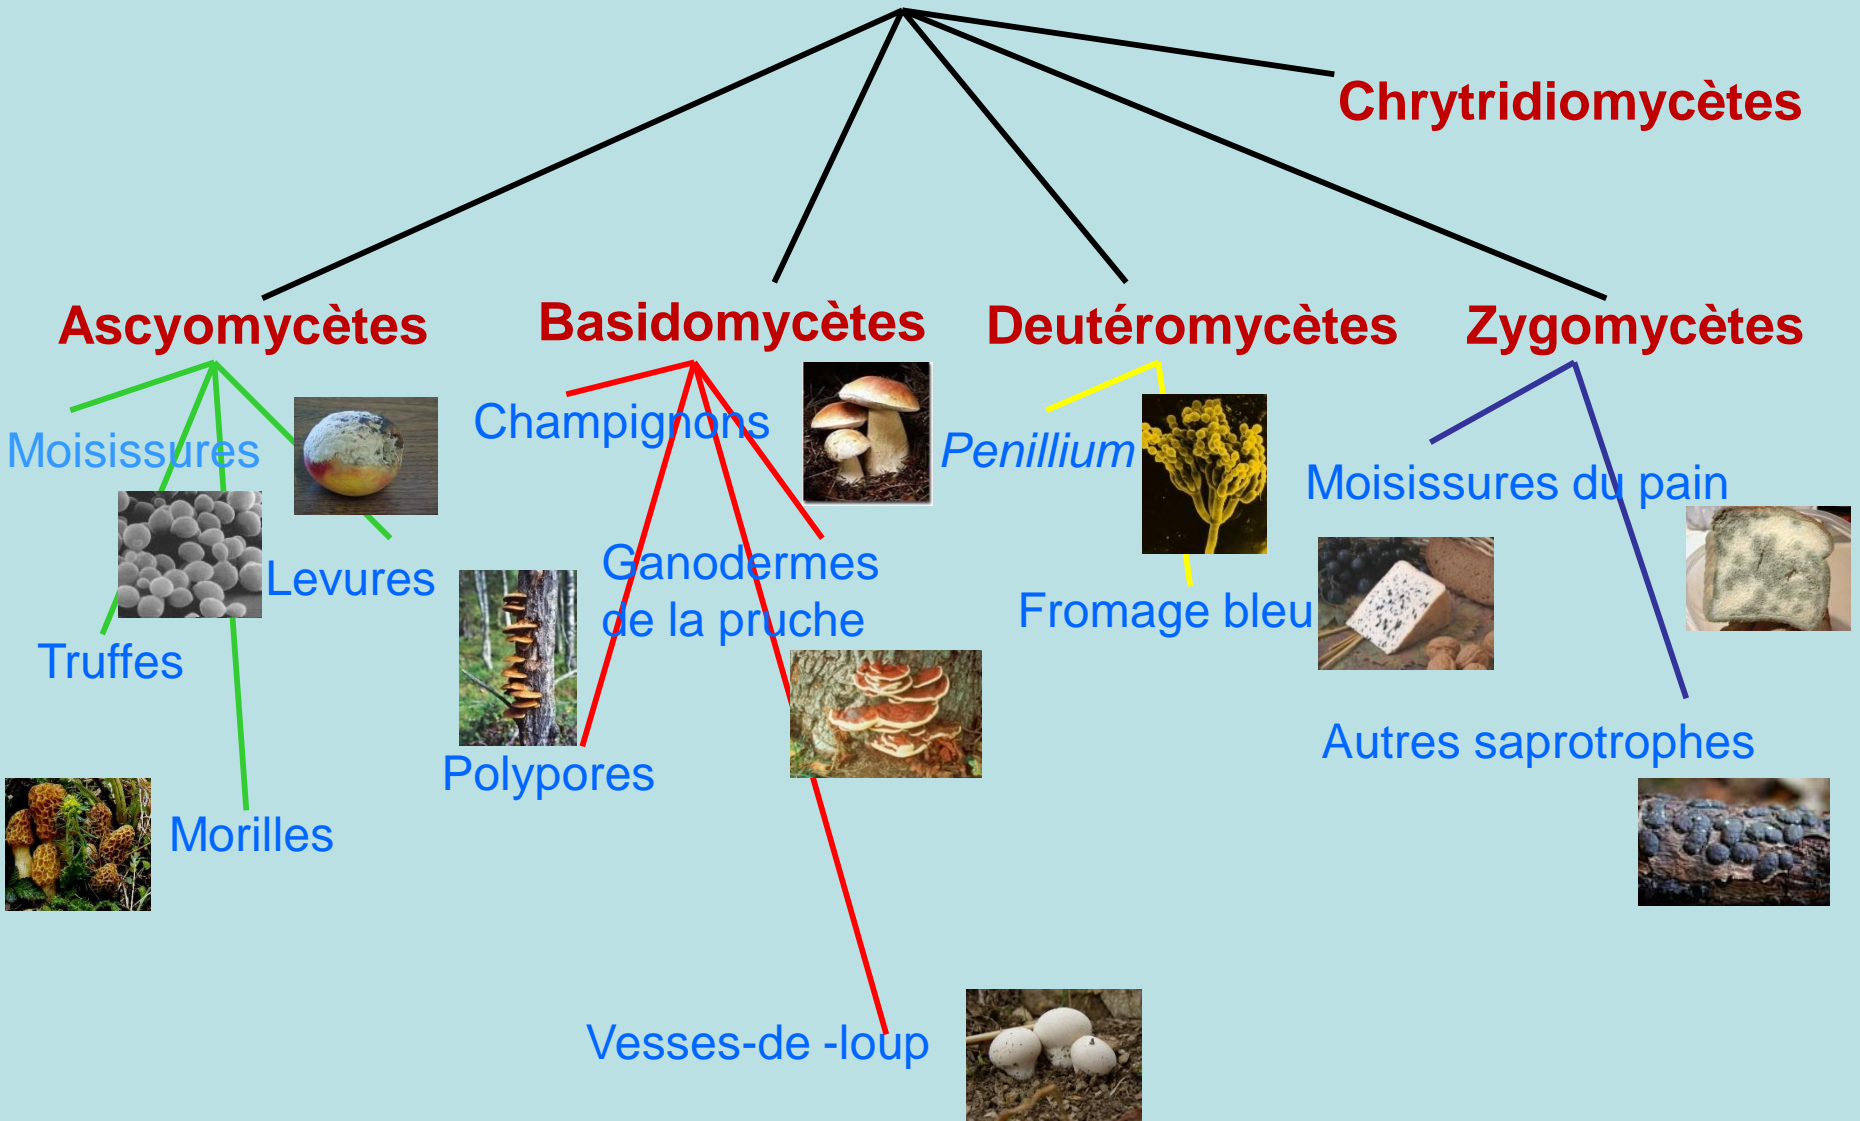 Chrytridiomycètes
Ascyomycètes
Basidomycètes
Deutéromycètes
Zygomycètes
Moisissures
Levures
Truffes
Morilles
Champignons
Ganodermes
de la pruche
Polypores
Vesses-de -loup
Penillium
Fromage bleu
Moisissures du pain
Autres saprotrophes